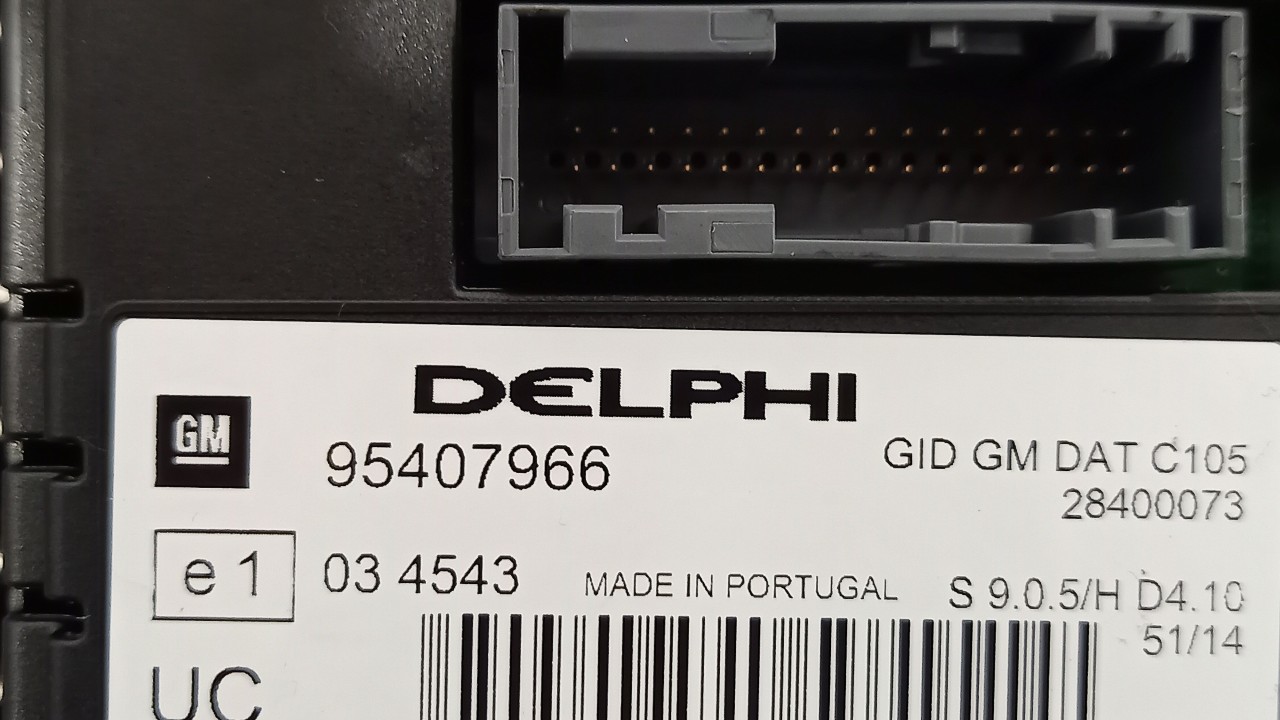 DELPHI
GM
95407966
GID GM DAT C105
28400073
e 1
03 4543
MADE IN PORTUGAL
S 9.0.5/H D4.10
51/14
UC